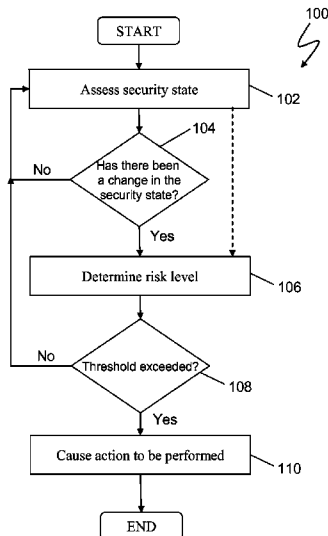 100
START
Assess security state
102
104
Has there been
a change in the
security state?
No
Yes
Determine risk level
106
No
Threshold exceeded?
108
Yes
Cause action to be performed
110
END